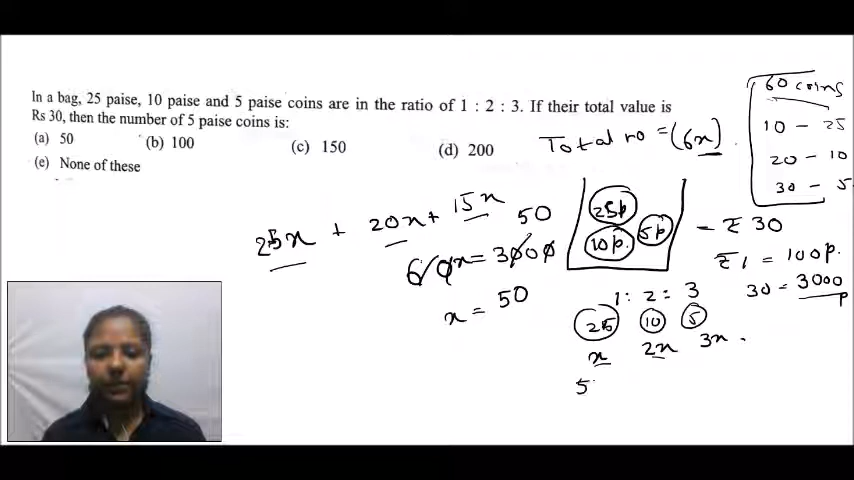 In a bag, 25 paise, 10 paise and 5 paise coins are in the ratio of 1 : 2 : 3. If their total value is
Rs 30, then the number of 5 paise coins is:
(a) 50
(b) 100
(c) 150
(d) 200
(e) None of these
Total no = (6x)
60 coins
10 - 25
20 - 10
30 - 5
25x + 20x + 15x
50
60x = 3000
x = 50
25p
10p.
5p
= ₹ 30
₹ 1 = 100p.
30 = 3000 p
1 : 2 : 3
25 10 5
x 2x 3x
5